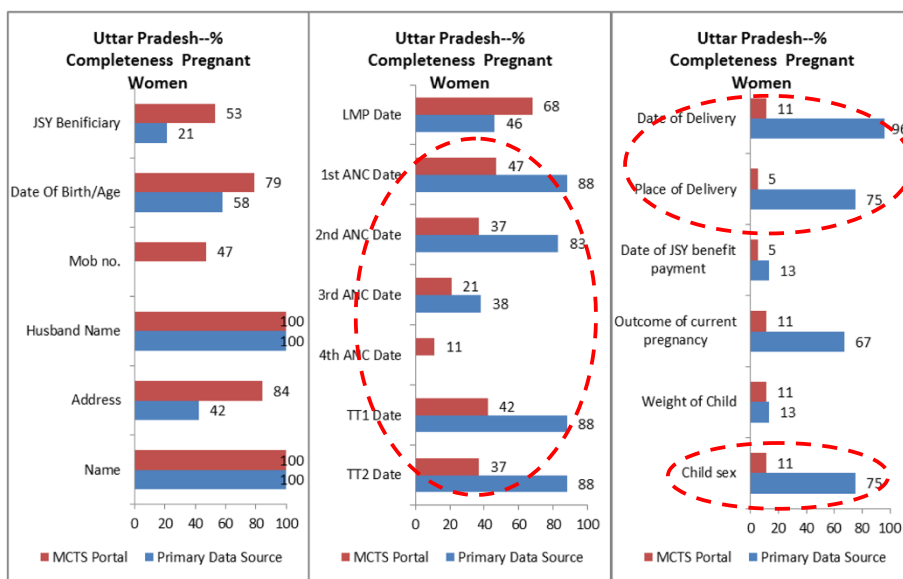 Uttar Pradesh--%
Completeness Pregnant
Women
JSY Benificiary
53
21
Date Of Birth/Age
79
58
Mob no.
47
Husband Name
100
100
Address
84
42
Name
100
100
0 20 40 60 80 100
MCTS Portal Primary Data Source
Uttar Pradesh--%
Completeness Pregnant
Women
LMP Date
68
46
1st ANC Date
47
88
2nd ANC Date
37
83
3rd ANC Date
21
38
4th ANC Date
11
TT1 Date
42
88
TT2 Date
37
88
0 20 40 60 80 100
MCTS Portal Primary Data Source
Uttar Pradesh--%
Completeness Pregnant
Women
Date of Delivery
11
96
Place of Delivery
5
75
Date of JSY benefit
payment
5
13
Outcome of current
pregnancy
11
67
Weight of Child
11
13
Child sex
11
75
0 20 40 60 80 100
MCTS Portal Primary Data Source